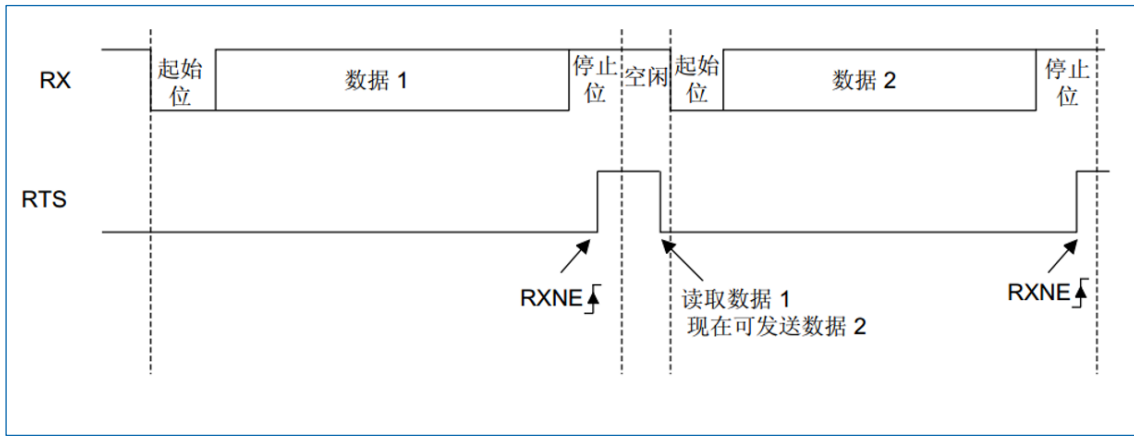 RX
起始
位
数据 1
停止
位
空闲
起始
位
数据 2
停止
位
RTS
RXNE
读取数据 1
现在可发送数据 2
RXNE